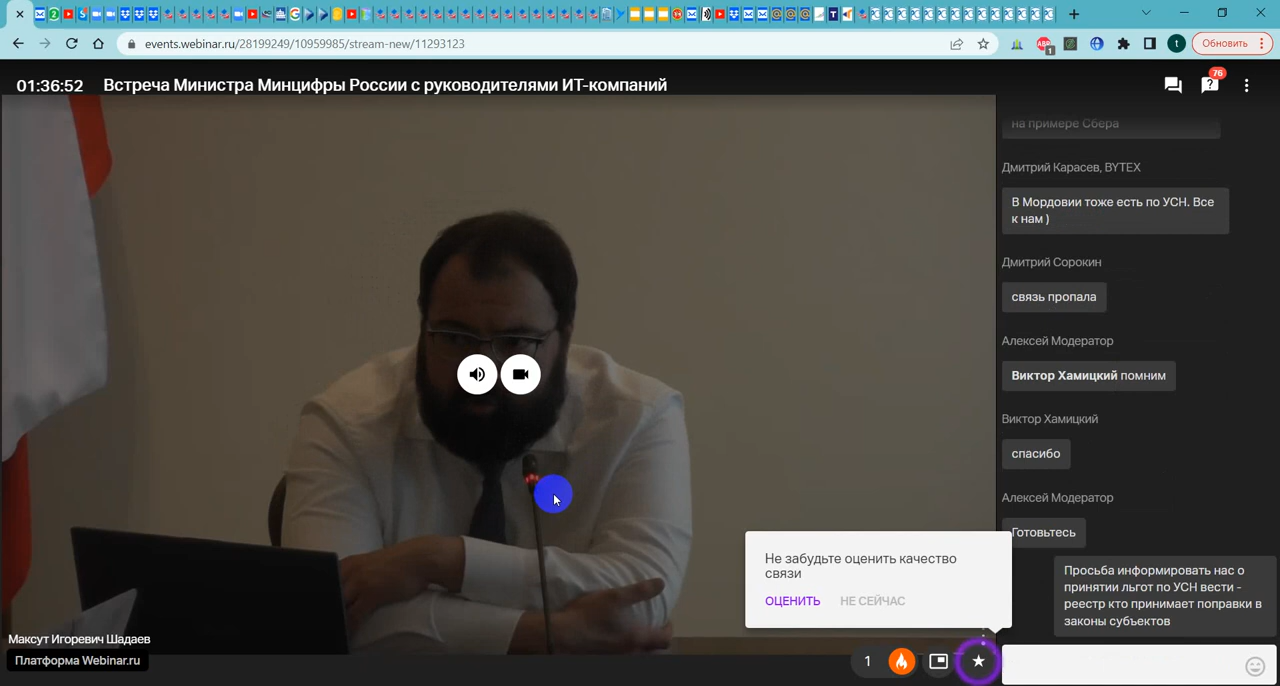 events.webinar.ru/28199249/10959985/stream-new/11293123
ABP
1
t
Обновить
01:36:52 Встреча Министра Минцифры России с руководителями ИТ-компаний
76
на примере Сбера
Дмитрий Карасев, BYTEX
В Мордовии тоже есть по УСН. Все
к нам )
Дмитрий Сорокин
связь пропала
Алексей Модератор
Виктор Хамицкий помним
Виктор Хамицкий
спасибо
Алексей Модератор
Готовьтесь
Просьба информировать нас о
принятии льгот по УСН вести -
реестр кто принимает поправки в
законы субъектов
Не забудьте оценить качество
связи
ОЦЕНИТЬ НЕ СЕЙЧАС
Максут Игоревич Шадаев
Платформа Webinar.ru
1